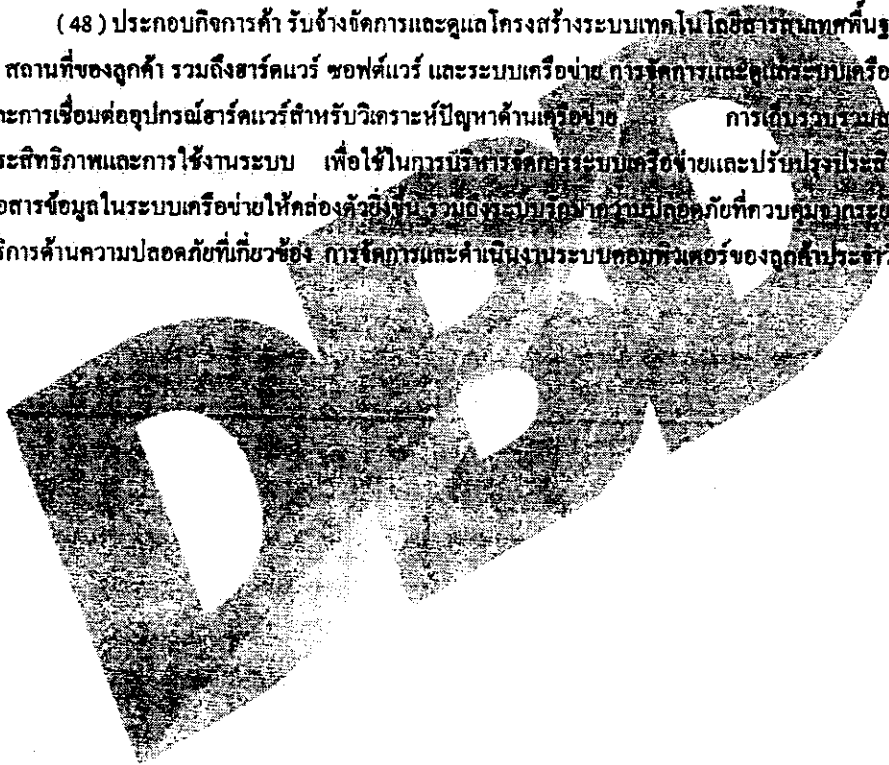 (48) ประกอบกิจการค้า รับจ้างจัดการและดูแลโครงสร้างระบบเทคโนโลยีสารสนเทศพื้นฐ
สถานที่ของลูกค้า รวมถึงฮาร์ดแวร์ ซอฟต์แวร์ และระบบเครือข่าย การจัดการและดูแลระบบเครือ
ละการเชื่อมต่ออุปกรณ์ฮาร์ดแวร์สำหรับวิเคราะห์ปัญหาด้านเครือข่าย การเก็บรวบรวม
ระสิทธิภาพและการใช้งานระบบ เพื่อใช้ในการบริหารจัดการระบบเครือข่ายและปรับปรุงประสิ
อสารข้อมูลในระบบเครือข่ายให้คล่องตัวยิ่งขึ้น รวมถึงระบบรักษาความปลอดภัยที่ควบคุมจากระย
ริการด้านความปลอดภัยที่เกี่ยวข้อง การจัดการและดำเนินงานระบบคอมพิวเตอร์ของลูกค้าประจำว
DBD